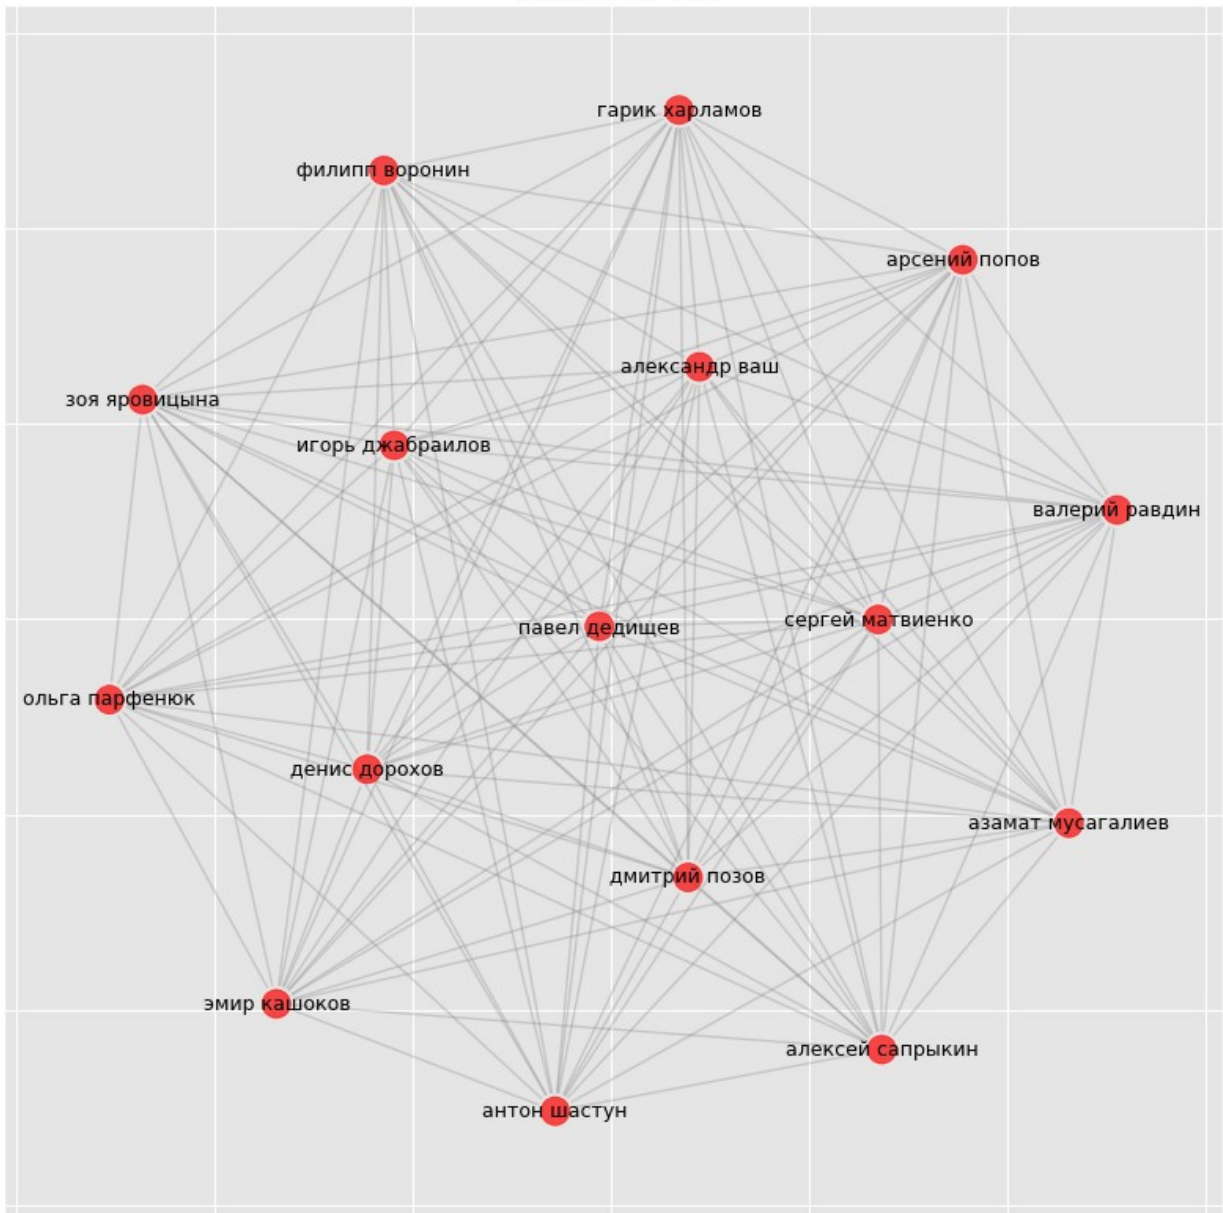 гарик харламов
филипп воронин
арсений попов
александр ваш
зоя яровицына
игорь джабраилов
валерий равдин
павел дедищев
сергей матвиенко
ольга парфенюк
денис дорохов
азамат мусагалиев
дмитрий позов
эмир кашоков
алексей сапрыкин
антон шастун